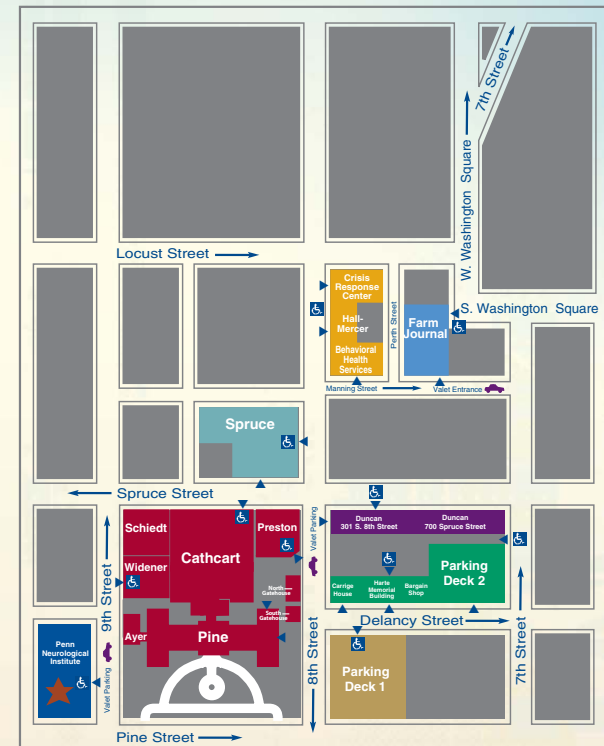 7th Street
W. Washington Square
Locust Street
Crisis
Response
Center
Hall-
Mercer
Behavioral
Health
Services
Perth Street
Farm
Journal
S. Washington Square
Manning Street
Valet Entrance
Spruce
Spruce Street
Schiedt
Cathcart
Preston
Valet Parking
Widener
North
Gatehouse
South
Gatehouse
Ayer
Pine
9th Street
8th Street
Duncan
301 S. 8th Street
Duncan
700 Spruce Street
Parking
Deck 2
Carrige
House
Harle
Memorial
Building
Bargain
Shop
Delancy Street
7th Street
Penn
Neurological
Institute
Valet Parking
Parking
Deck 1
Pine Street